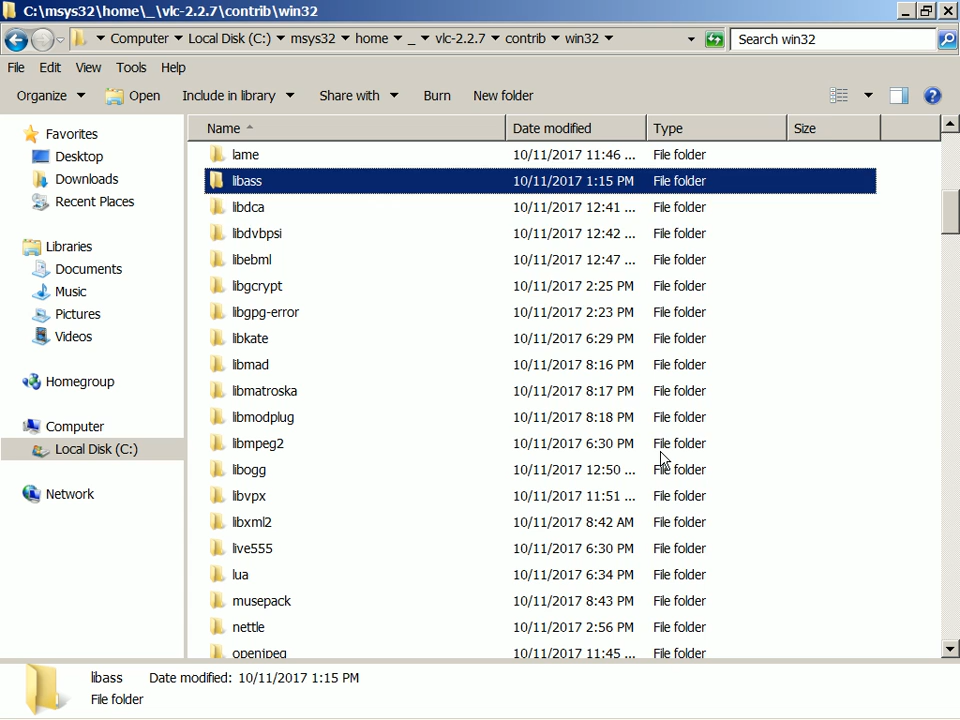 C:\msys32\home\_\vlc-2.2.7\contrib\win32
Computer Local Disk (C:) msys32 home _ vlc-2.2.7 contrib win32 Search win32
File Edit View Tools Help
Organize Open Include in library Share with Burn New folder
Name Date modified Type Size
Favorites
Desktop
Downloads
Recent Places
Libraries
Documents
Music
Pictures
Videos
Homegroup
Computer
Local Disk (C:)
Network
lame 10/11/2017 11:46 ... File folder
libass 10/11/2017 1:15 PM File folder
libdca 10/11/2017 12:41 ... File folder
libdvbpsi 10/11/2017 12:42 ... File folder
libebml 10/11/2017 12:47 ... File folder
libgcrypt 10/11/2017 2:25 PM File folder
libgpg-error 10/11/2017 2:23 PM File folder
libkate 10/11/2017 6:29 PM File folder
libmad 10/11/2017 8:16 PM File folder
libmatroska 10/11/2017 8:17 PM File folder
libmodplug 10/11/2017 8:18 PM File folder
libmpeg2 10/11/2017 6:30 PM File folder
libogg 10/11/2017 12:50 ... File folder
libvpx 10/11/2017 11:51 ... File folder
libxml2 10/11/2017 8:42 AM File folder
live555 10/11/2017 6:30 PM File folder
lua 10/11/2017 6:34 PM File folder
musepack 10/11/2017 8:43 PM File folder
nettle 10/11/2017 2:56 PM File folder
openjpeg 10/11/2017 11:45 ... File folder
libass Date modified: 10/11/2017 1:15 PM
File folder